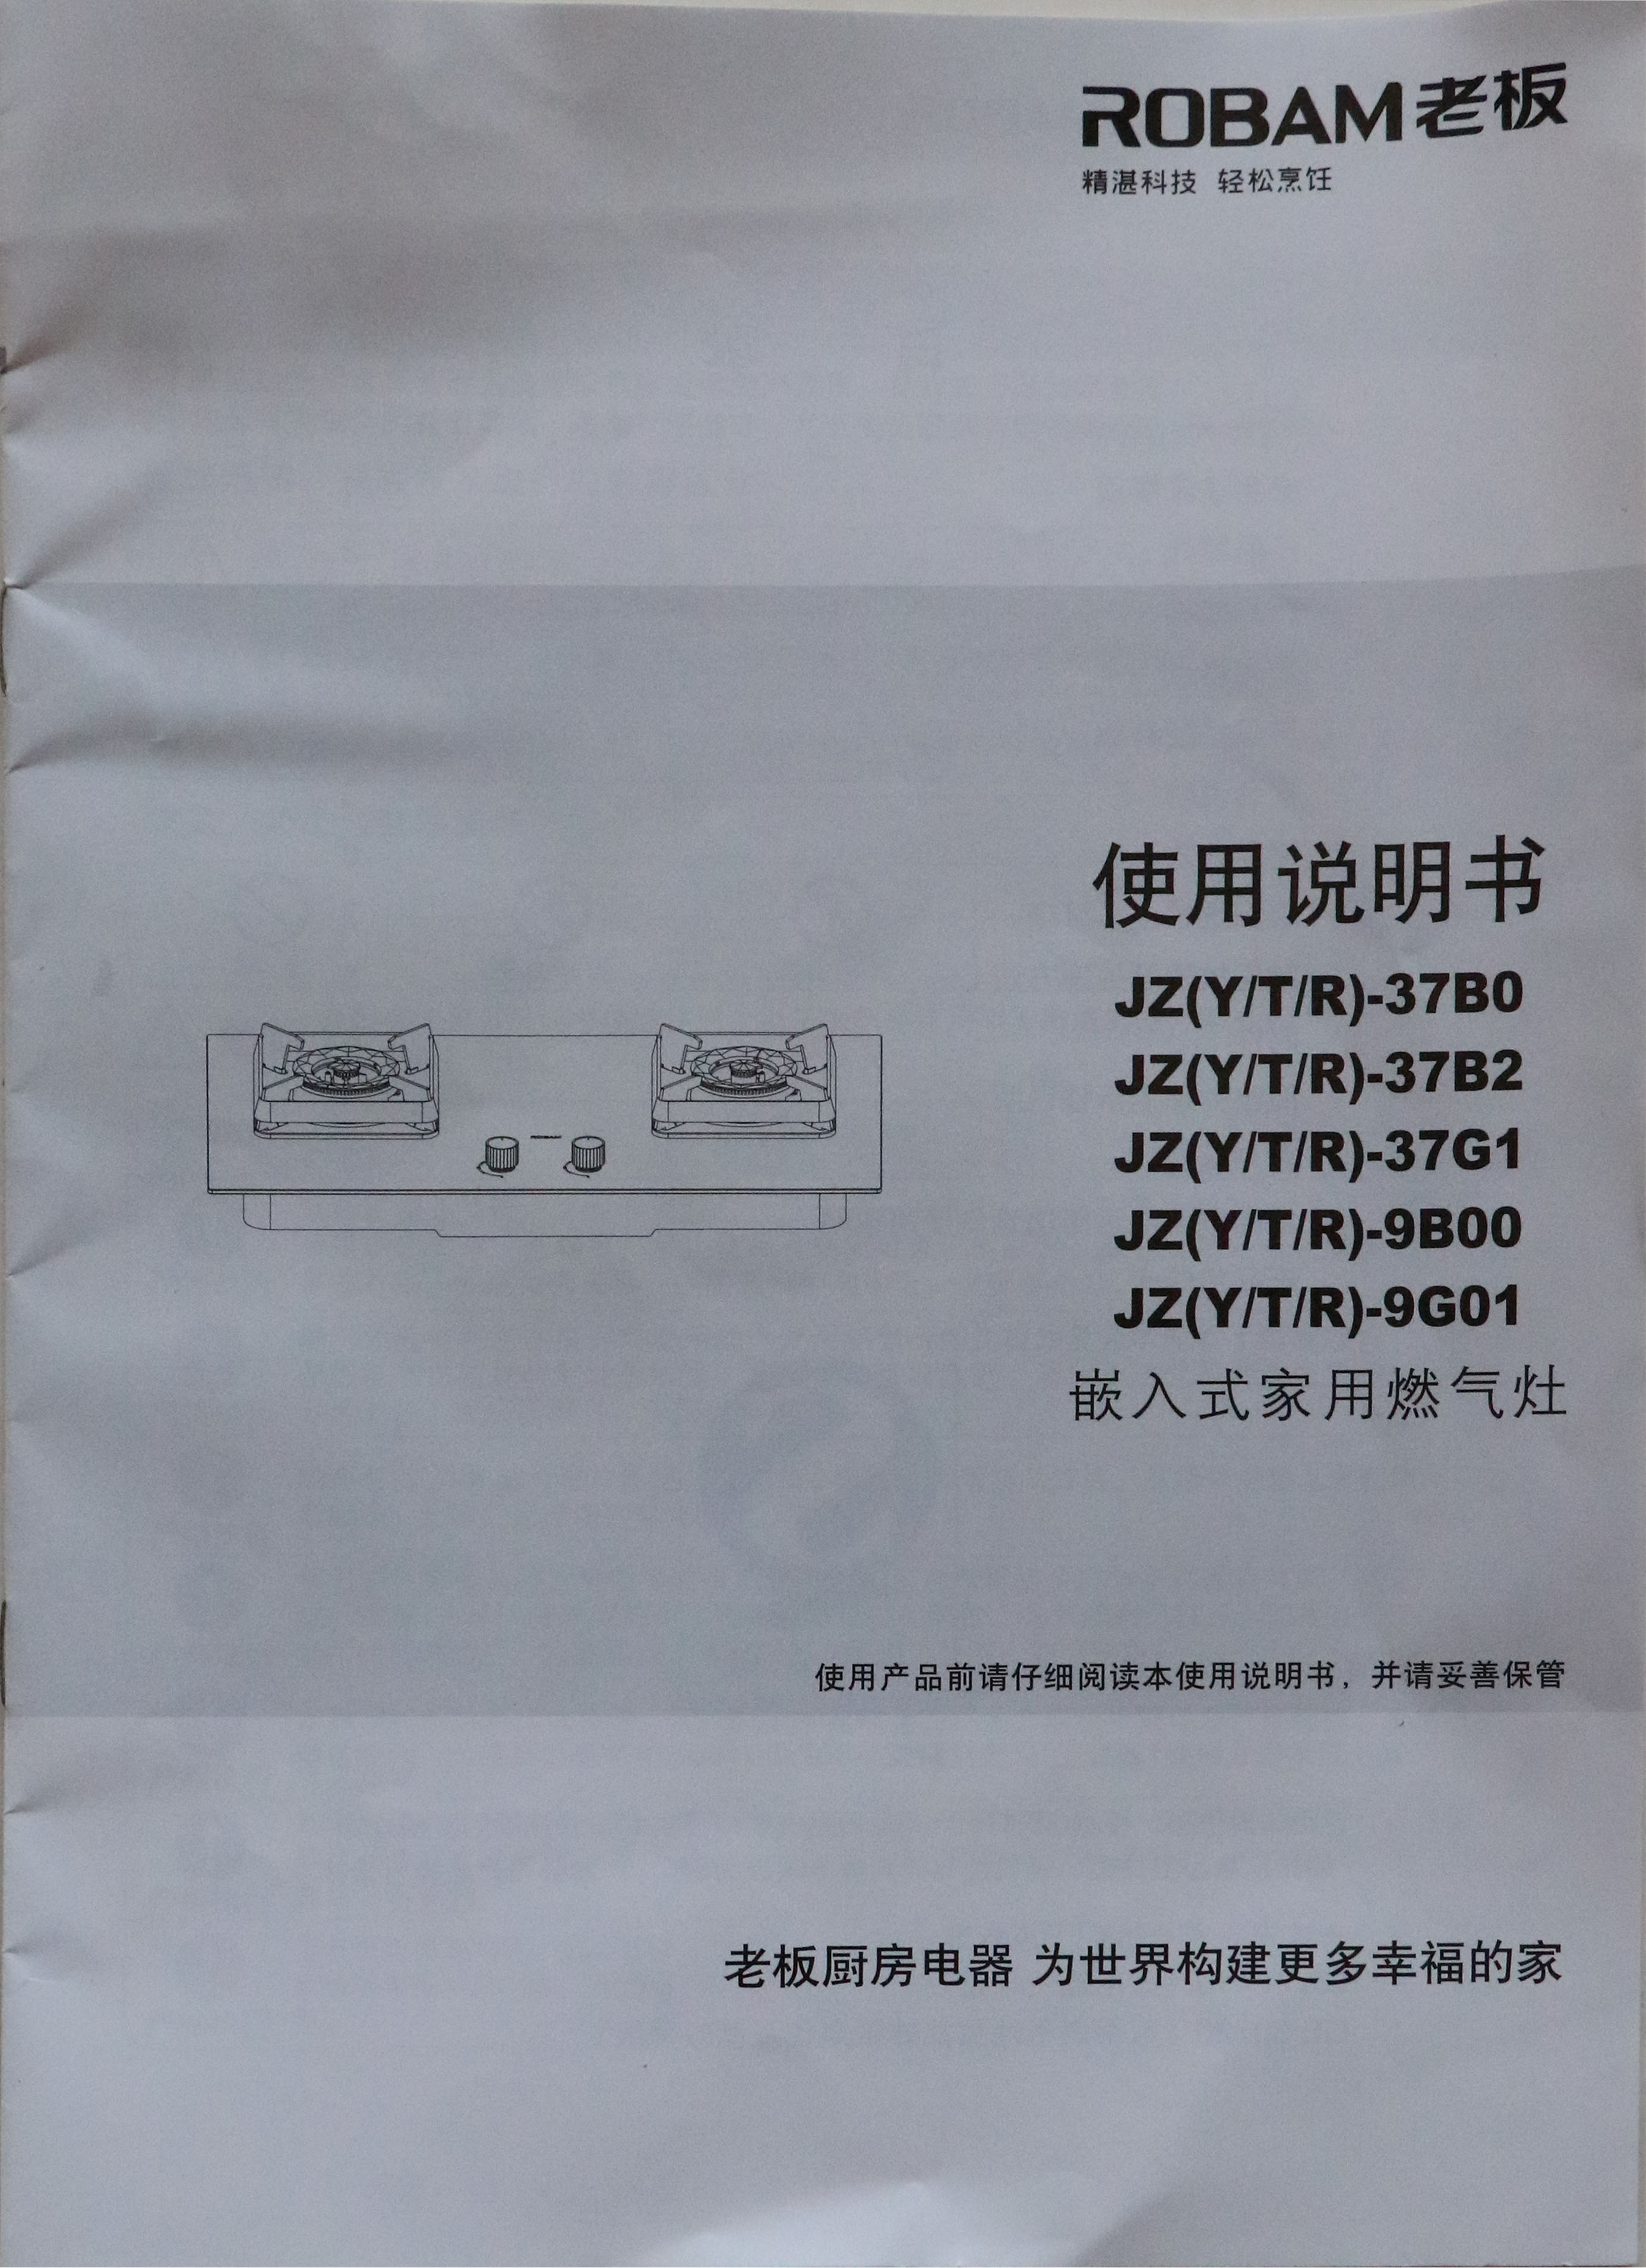 ROBAM老板
精湛科技 轻松烹饪
使用说明书
JZ(Y/T/R)-37B0
JZ(Y/T/R)-37B2
JZ(Y/T/R)-37G1
JZ(Y/T/R)-9B00
JZ(Y/T/R)-9G01
嵌入式家用燃气灶
使用产品前请仔细阅读本使用说明书，并请妥善保管
老板厨房电器 为世界构建更多幸福的家